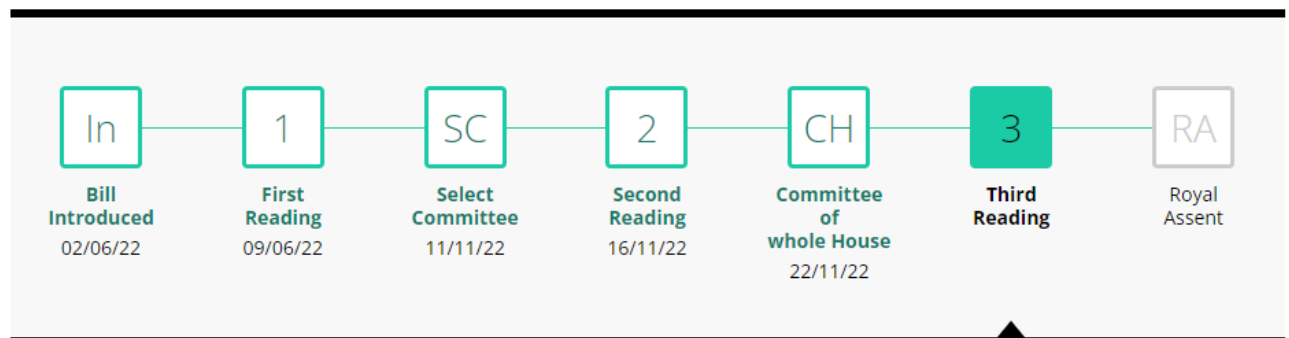 In
1
SC
2
CH
3
RA
Bill
Introduced
02/06/22
First
Reading
09/06/22
Select
Committee
11/11/22
Second
Reading
16/11/22
Committee
of
whole House
22/11/22
Third
Reading
Royal
Assent